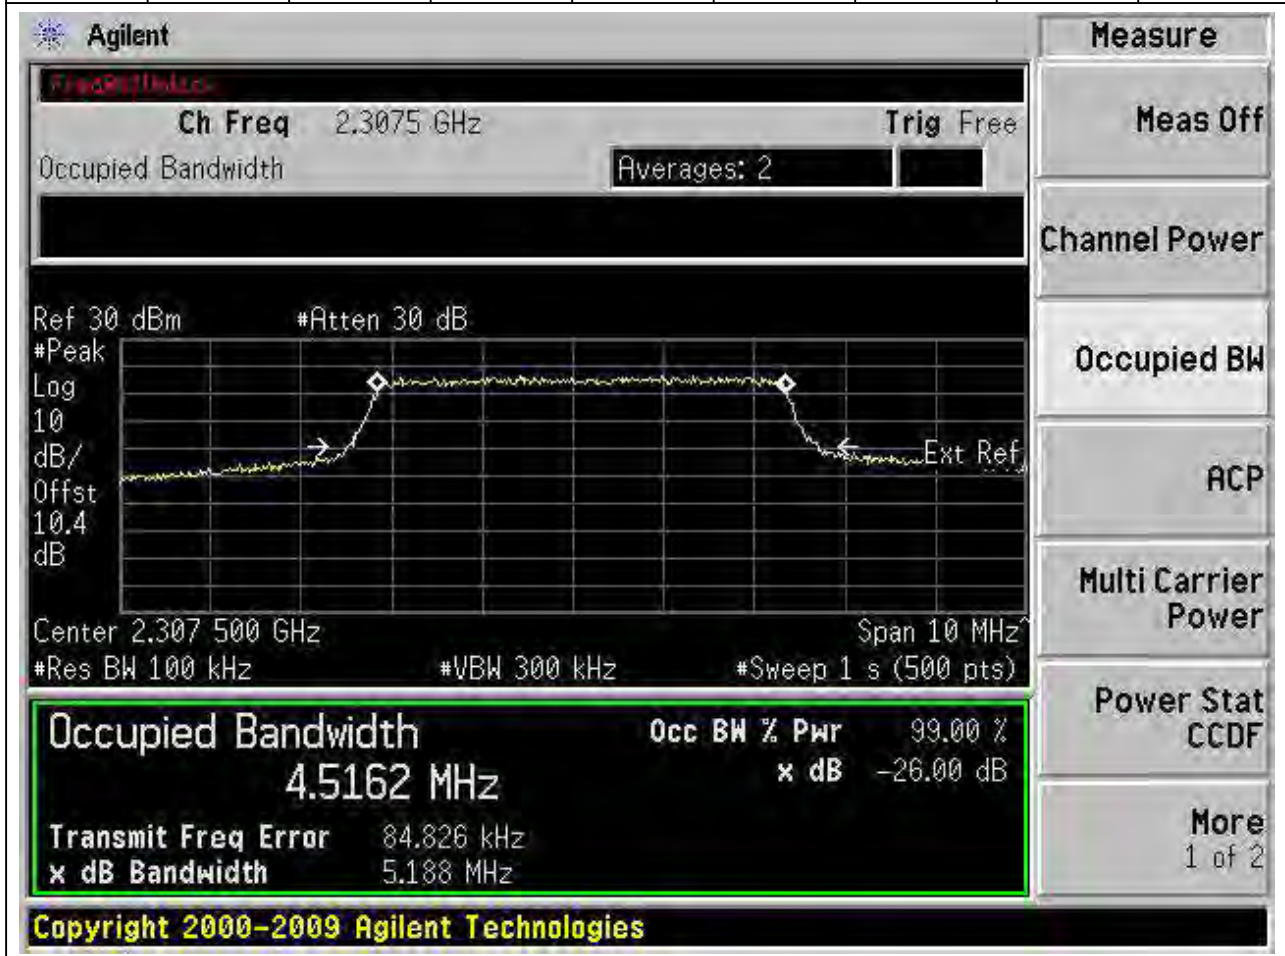 Agilent
Measure
Ch Freq 2.3075 GHz Trig Free
Occupied Bandwidth Averages: 2
Meas Off
Channel Power
Occupied BW
ACP
Multi Carrier
Power
Power Stat
CCDF
More
1 of 2
Ref 30 dBm #Atten 30 dB
#Peak
Log
10
dB/
Offst
10.4
dB
Ext Ref
Center 2.307 500 GHz Span 10 MHz^
#Res BW 100 kHz #VBW 300 kHz #Sweep 1 s (500 pts)
Occupied Bandwidth Occ BW % Pwr 99.00 %
4.5162 MHz x dB -26.00 dB
Transmit Freq Error 84.826 kHz
x dB Bandwidth 5.188 MHz
Copyright 2000-2009 Agilent Technologies